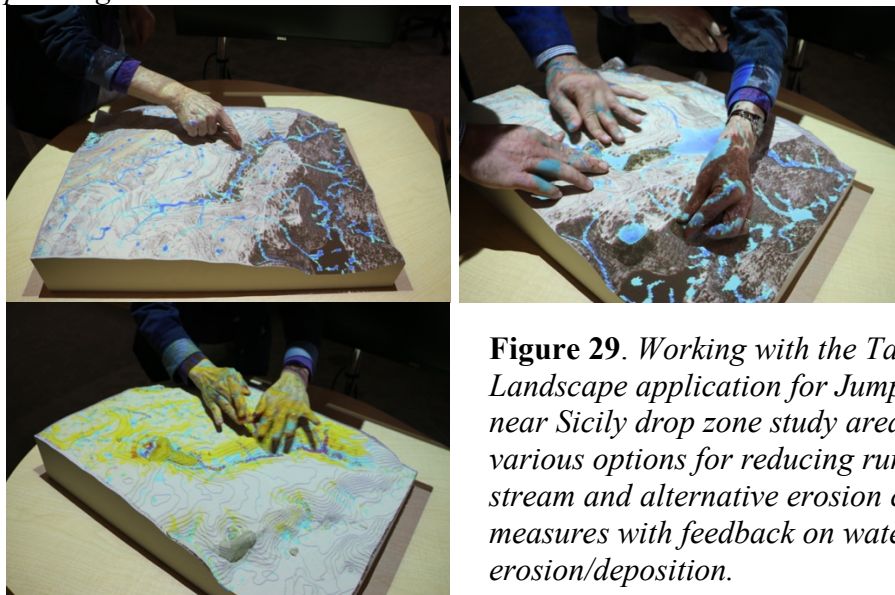 Figure 29. Working with the
Landscape application for
near Sicily drop zone study
various options for reducing
stream and alternative erosion
measures with feedback on
erosion/deposition.